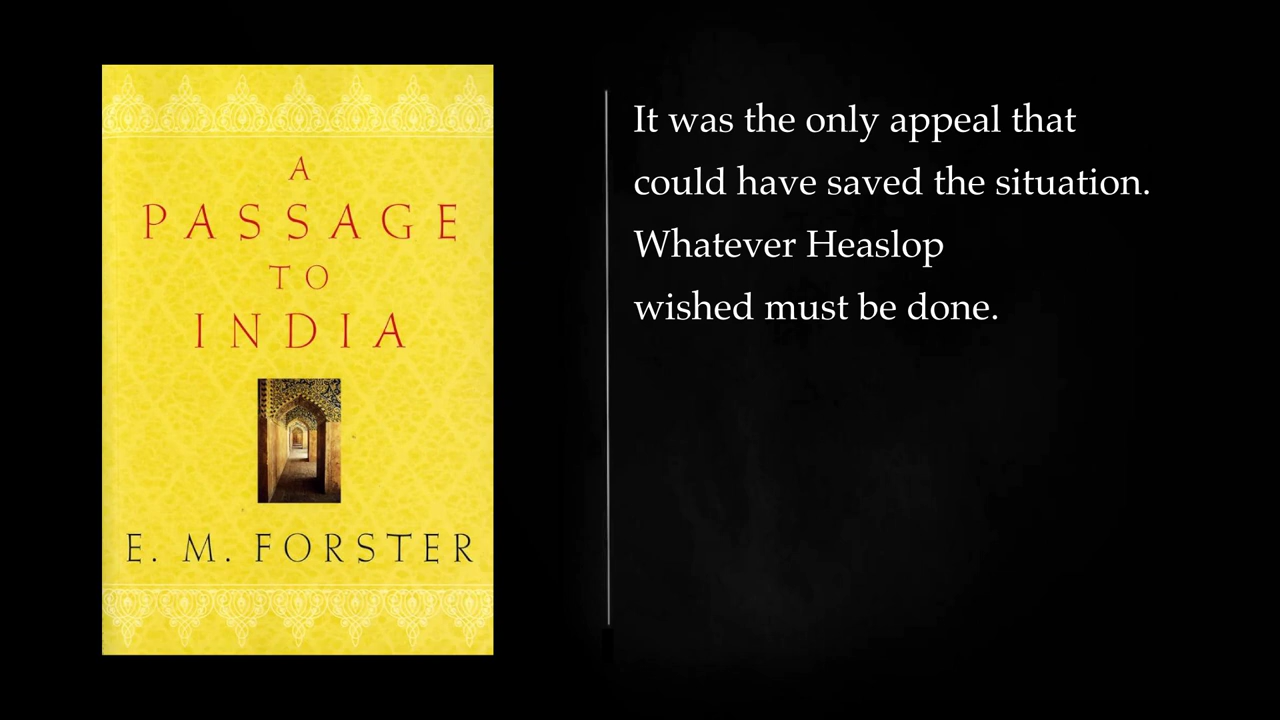 A
PASSAGE
TO
INDIA
E. M. FORSTER
It was the only appeal that
could have saved the situation.
Whatever Heaslop
wished must be done.